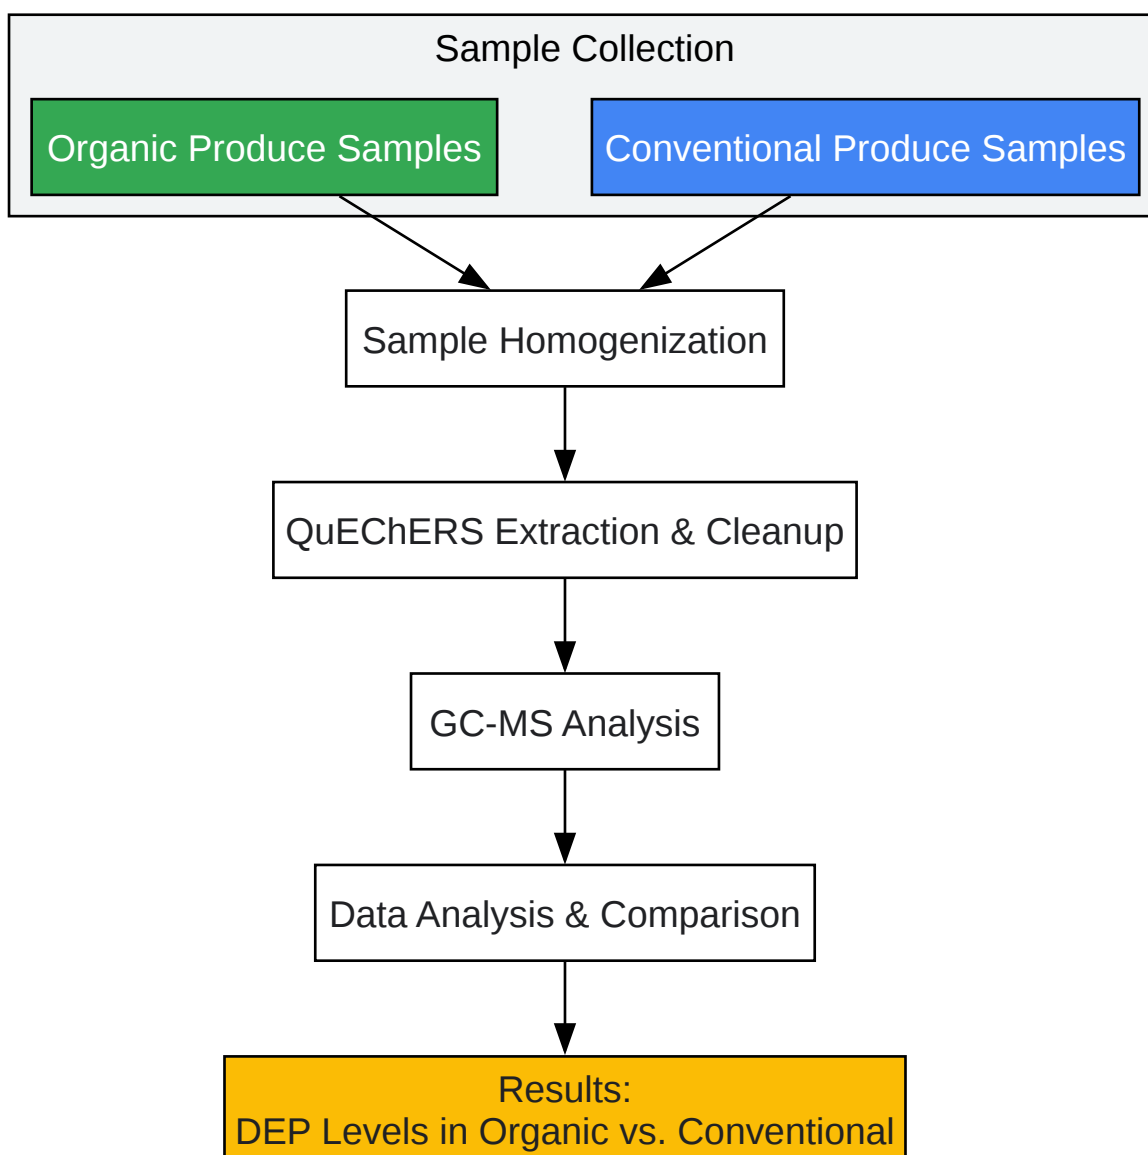 Sample Collection
Organic Produce Samples
Conventional Produce Samples
Sample Homogenization
QuEChERS Extraction & Cleanup
GC-MS Analysis
Data Analysis & Comparison
Results:
DEP Levels in Organic vs. Conventional